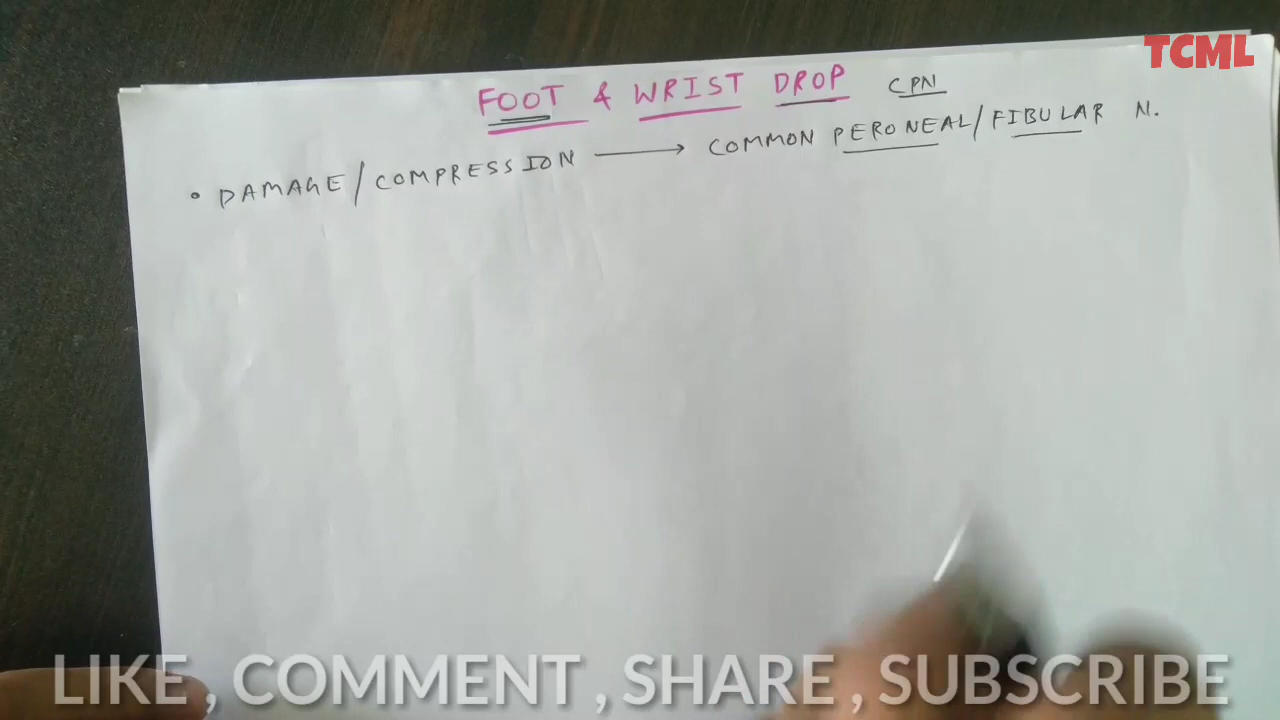 TCML
FOOT & WRIST DROP CPN
• DAMAGE/COMPRESSION → COMMON PERONEAL/FIBULAR N.
LIKE , COMMENT , SHARE , SUBSCRIBE